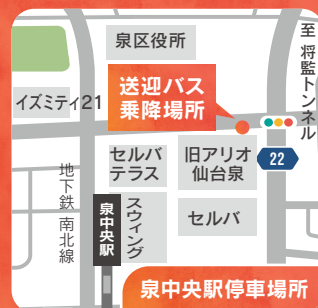 泉区役所
至 将監トンネル
イズミティ21
送迎バス
乗降場所
セルバ
テラス
旧アリオ
仙台泉
22
地下鉄 南北線
泉中央駅
スウィング
セルバ
泉中央駅停車場所